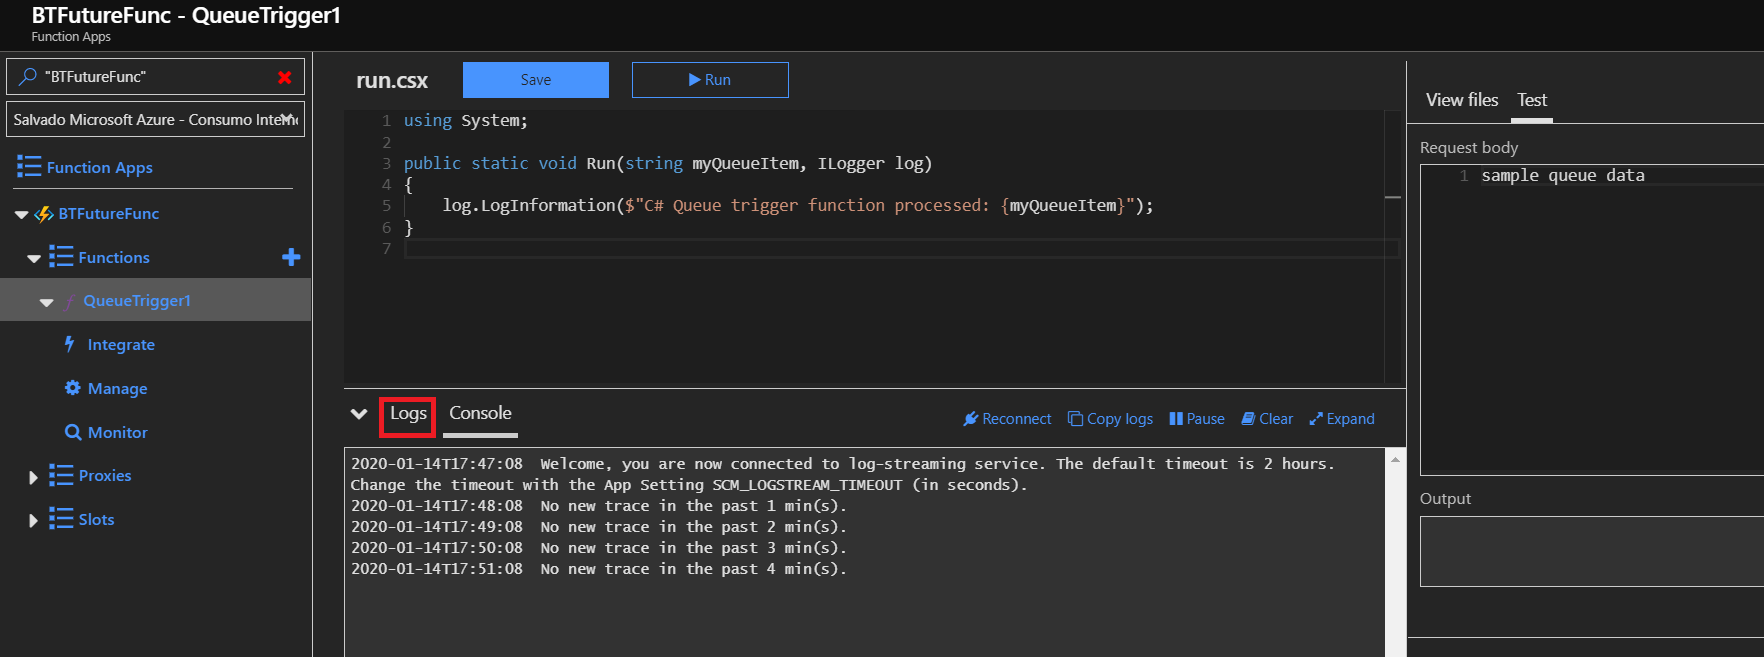 BTFutureFunc - QueueTrigger1
Function Apps
"BTFutureFunc"
Salvado Microsoft Azure - Consumo
Function Apps
BTFutureFunc
Functions
QueueTrigger1
Integrate
Manage
Monitor
Proxies
Slots
run.csx Save Run
1 using System;
2
3 public static void Run(string myQueueItem, ILogger log)
4 {
5 log.LogInformation($"C# Queue trigger function processed: {myQueueItem}");
6 }
7
Logs Console Reconnect Copy logs Pause Clear Expand
2020-01-14T17:47:08 Welcome, you are now connected to log-streaming service. The default timeout is 2 hours.
Change the timeout with the App Setting SCM_LOGSTREAM_TIMEOUT (in seconds).
2020-01-14T17:48:08 No new trace in the past 1 min(s).
2020-01-14T17:49:08 No new trace in the past 2 min(s).
2020-01-14T17:50:08 No new trace in the past 3 min(s).
2020-01-14T17:51:08 No new trace in the past 4 min(s).
View files Test
Request body
1 sample queue data
Output